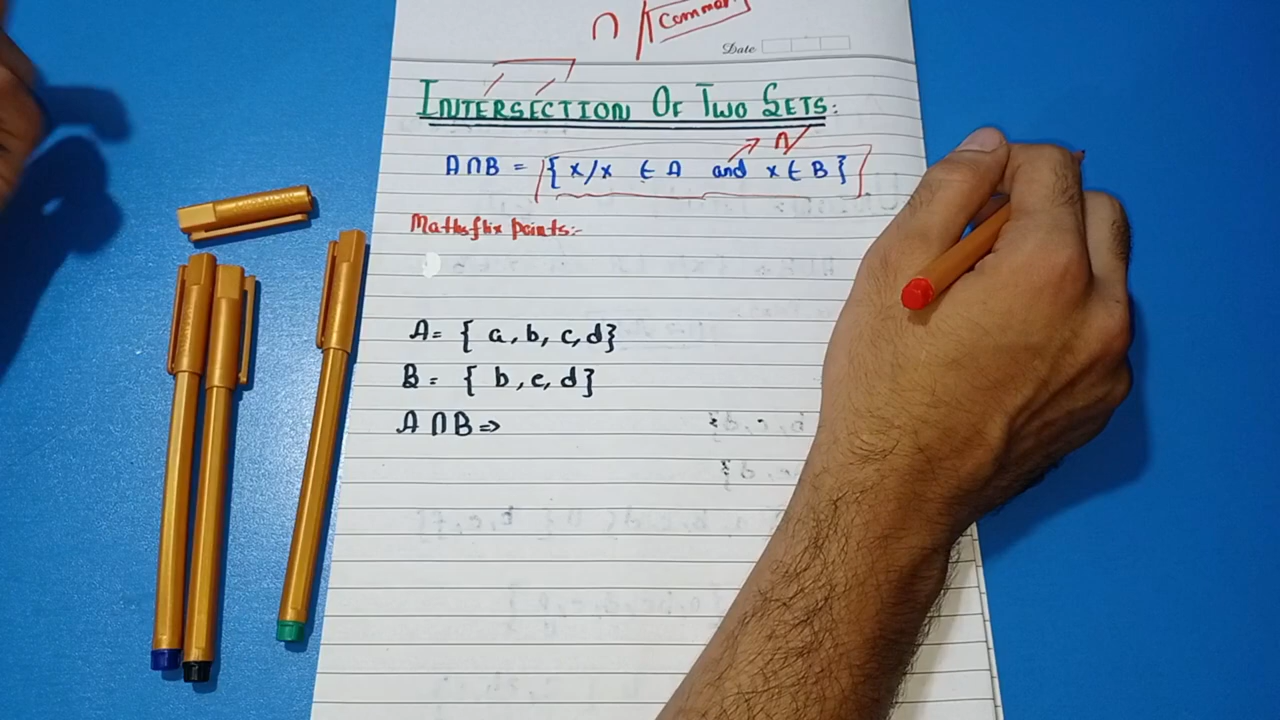 ∩ / Common
Date
INTERSECTION OF TWO SETS:
∩
A∩B = { x/x ∈ A and x ∈ B }
Mathsflix points:-
A= { a, b, c, d}
B = { b, e, d }
A ∩ B ⇒